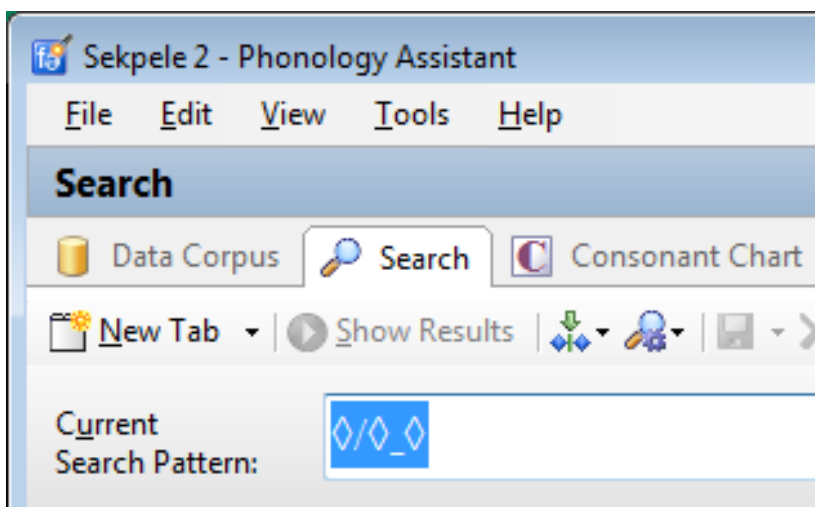 Sekpele 2 - Phonology Assistant
File Edit View Tools Help
Search
Data Corpus Search C Consonant Chart
New Tab Show Results
Current
Search Pattern:
◊/◊_◊